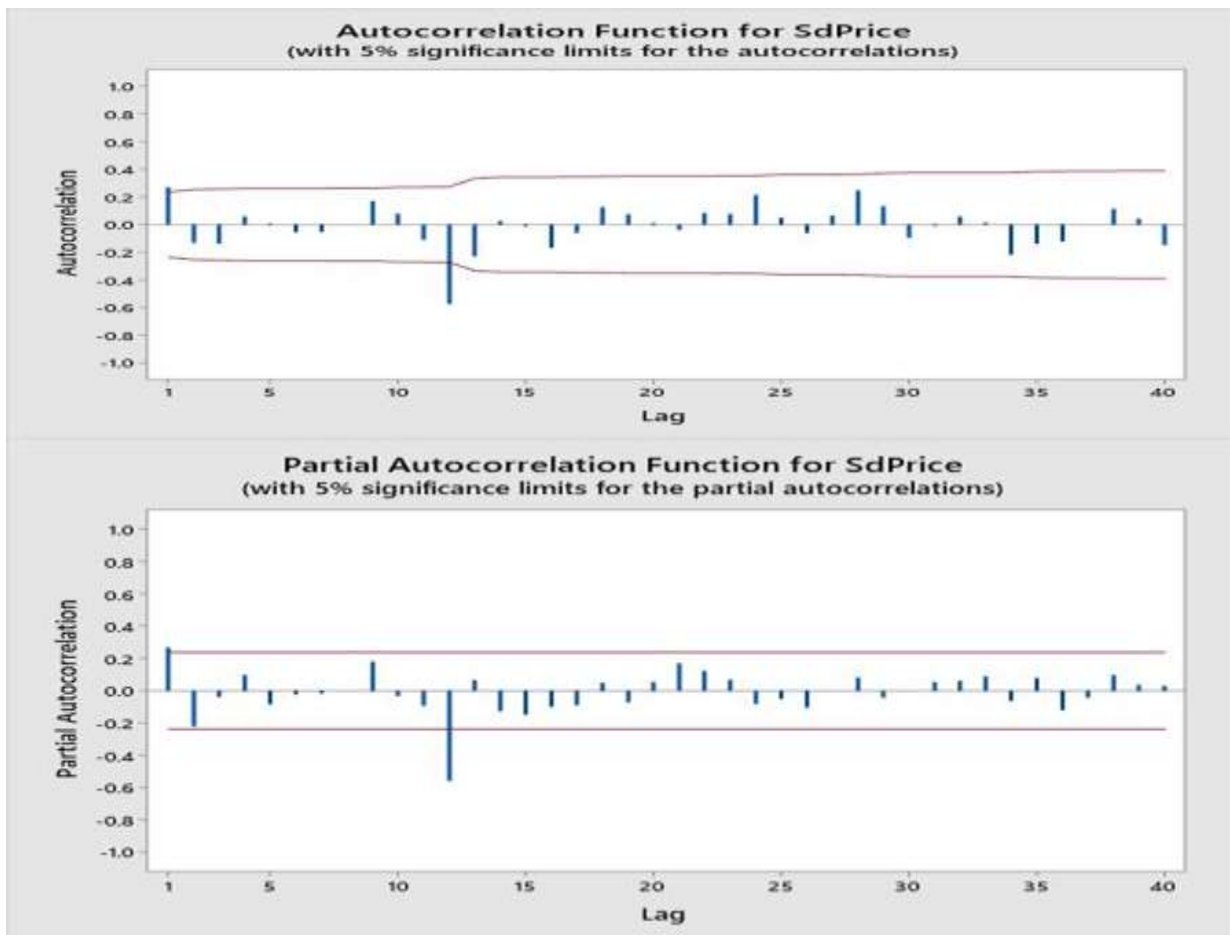 Autocorrelation Function for SdPrice
(with 5% significance limits for the autocorrelations)
Autocorrelation
1.0
0.8
0.6
0.4
0.2
0.0
-0.2
-0.4
-0.6
-0.8
-1.0
1 5 10 15 20 25 30 35 40
Lag
Partial Autocorrelation Function for SdPrice
(with 5% significance limits for the partial autocorrelations)
Partial Autocorrelation
1.0
0.8
0.6
0.4
0.2
0.0
-0.2
-0.4
-0.6
-0.8
-1.0
1 5 10 15 20 25 30 35 40
Lag